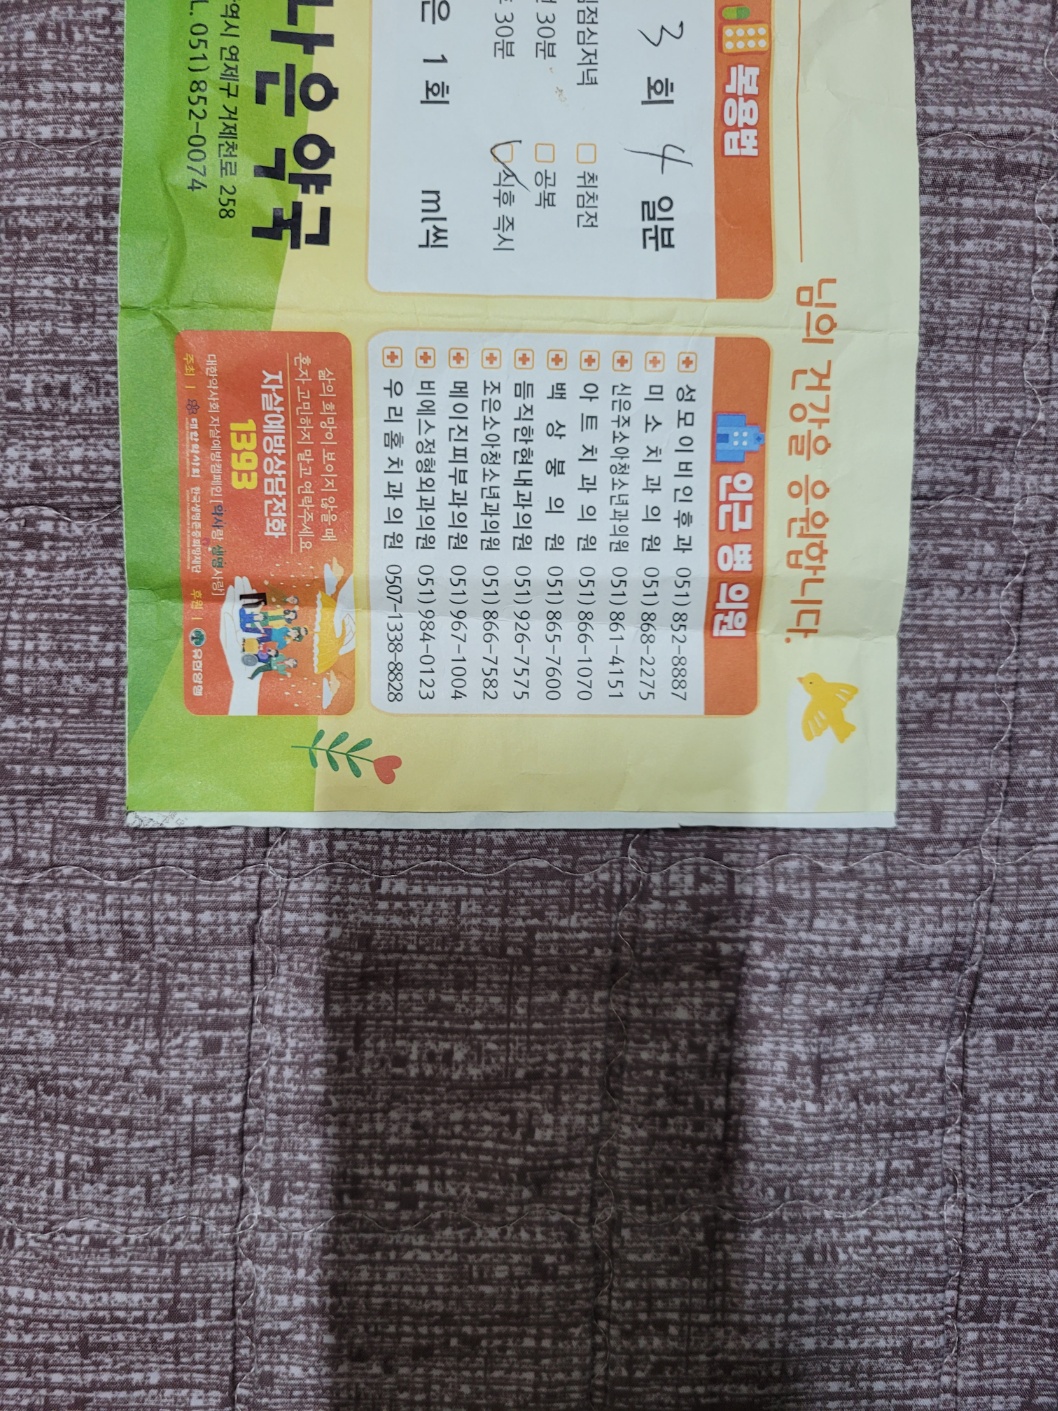 님의 건강을 응원합니다.
복용법
3 회 4 일분
점심저녁 취침전
30분 공복
30분 식후 즉시
은 1 회 ml씩
나은약국
역시 연제구 거제천로 258
051) 852-0074
인근 병 의원
성모이비인후과 051) 852-8887
미소치과의원 051) 868-2275
신은주소아청소년과의원 051) 861-4151
아트치과의원 051) 866-1070
백상봉의원 051) 865-7600
듬직한현내과의원 051) 926-7575
조은소아청소년과의원 051) 866-7582
메이진피부과의원 051) 967-1004
비에스정형외과의원 051) 984-0123
우리홈치과의원 0507-1338-8828
삶의 희망이 보이지 않을 때
혼자 고민하지 말고 연락주세요
자살예방상담전화
1393
대한약사회 자살예방캠페인 [약사랑 생명사랑]
주최 | 대한약사회 한국생명운동희망재단 후원 | 유한양행